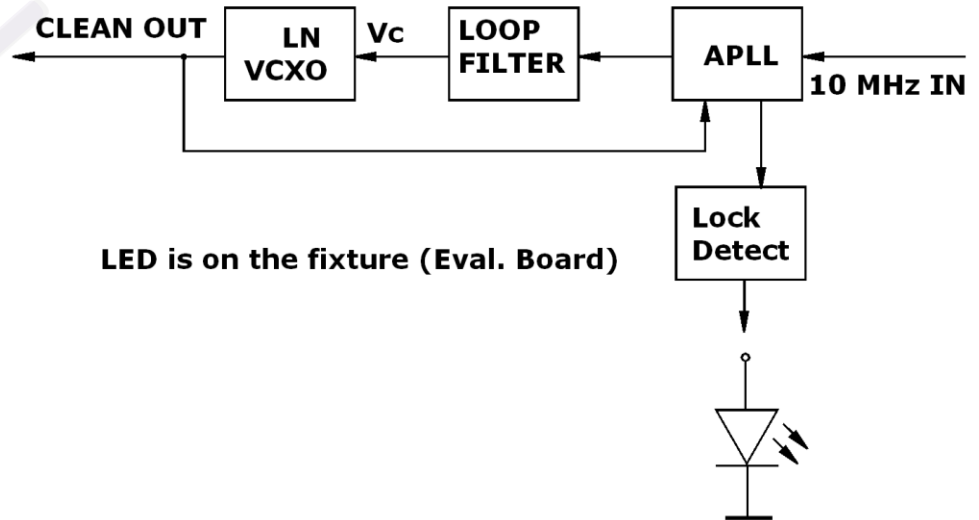 CLEAN OUT
LN
VCXO
Vc
LOOP
FILTER
APLL
10 MHz IN
Lock
Detect
LED is on the fixture (Eval. Board)